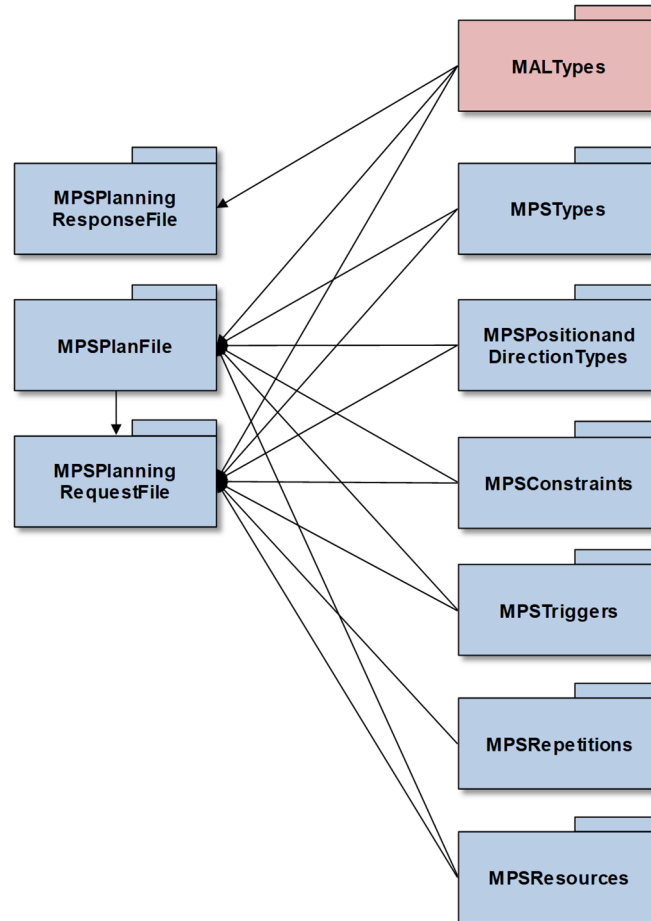 MALTypes
MPSPlanning
ResponseFile
MPSTypes
MPSPlanFile
MPSPositionand
DirectionTypes
MPSPlanning
RequestFile
MPSConstraints
MPSTriggers
MPSRepetitions
MPSResources